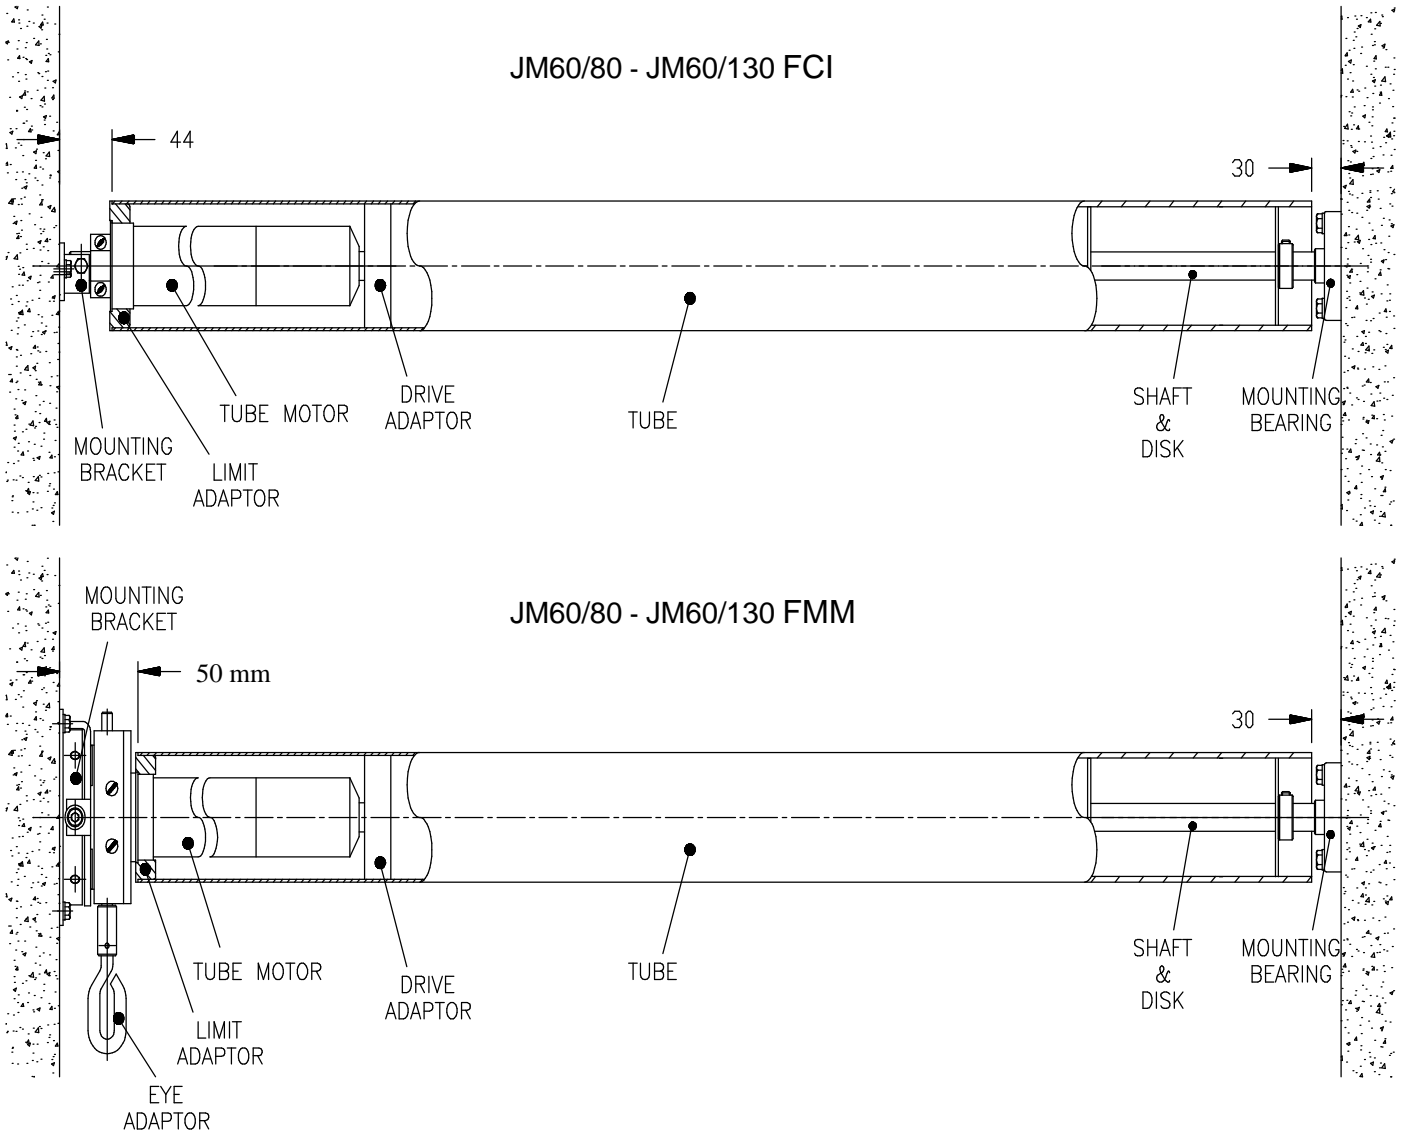 JM60/80 - JM60/130 FCI
44
30
TUBE MOTOR
DRIVE
ADAPTOR
TUBE
SHAFT
&
DISK
MOUNTING
BEARING
MOUNTING
BRACKET
LIMIT
ADAPTOR
MOUNTING
BRACKET
JM60/80 - JM60/130 FMM
50 mm
30
TUBE MOTOR
DRIVE
ADAPTOR
TUBE
SHAFT
&
DISK
MOUNTING
BEARING
LIMIT
ADAPTOR
EYE
ADAPTOR